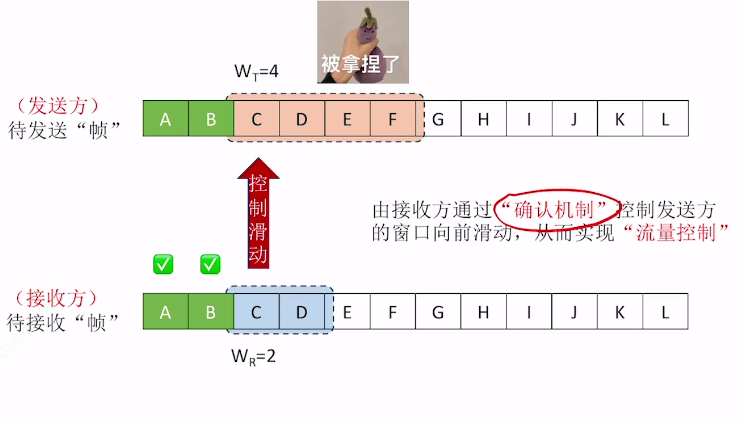 被拿捏了
W_T=4
（发送方）
待发送“帧”
A B C D E F G H I J K L
控制滑动
由接收方通过“确认机制”控制发送方
的窗口向前滑动，从而实现“流量控制”
（接收方）
待接收“帧”
A B C D E F G H I J K L
W_R=2